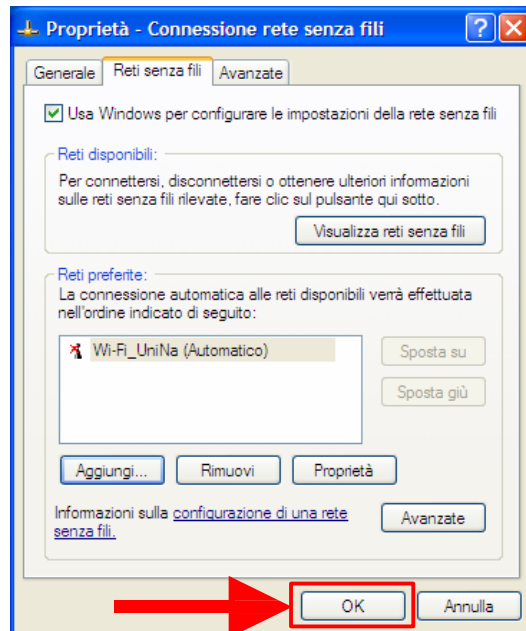 Proprietà - Connessione rete senza fili
Generale
Reti senza fili
Avanzate
Usa Windows per configurare le impostazioni della rete senza fili
Reti disponibili:
Per connettersi, disconnettersi o ottenere ulteriori informazioni
sulle reti senza fili rilevate, fare clic sul pulsante qui sotto.
Visualizza reti senza fili
Reti preferite:
La connessione automatica alle reti disponibili verrà effettuata
nell'ordine indicato di seguito:
Wi-Fi_UniNa (Automatico)
Sposta su
Sposta giù
Aggiungi...
Rimuovi
Proprietà
Informazioni sulla configurazione di una rete
senza fili.
Avanzate
OK
Annulla